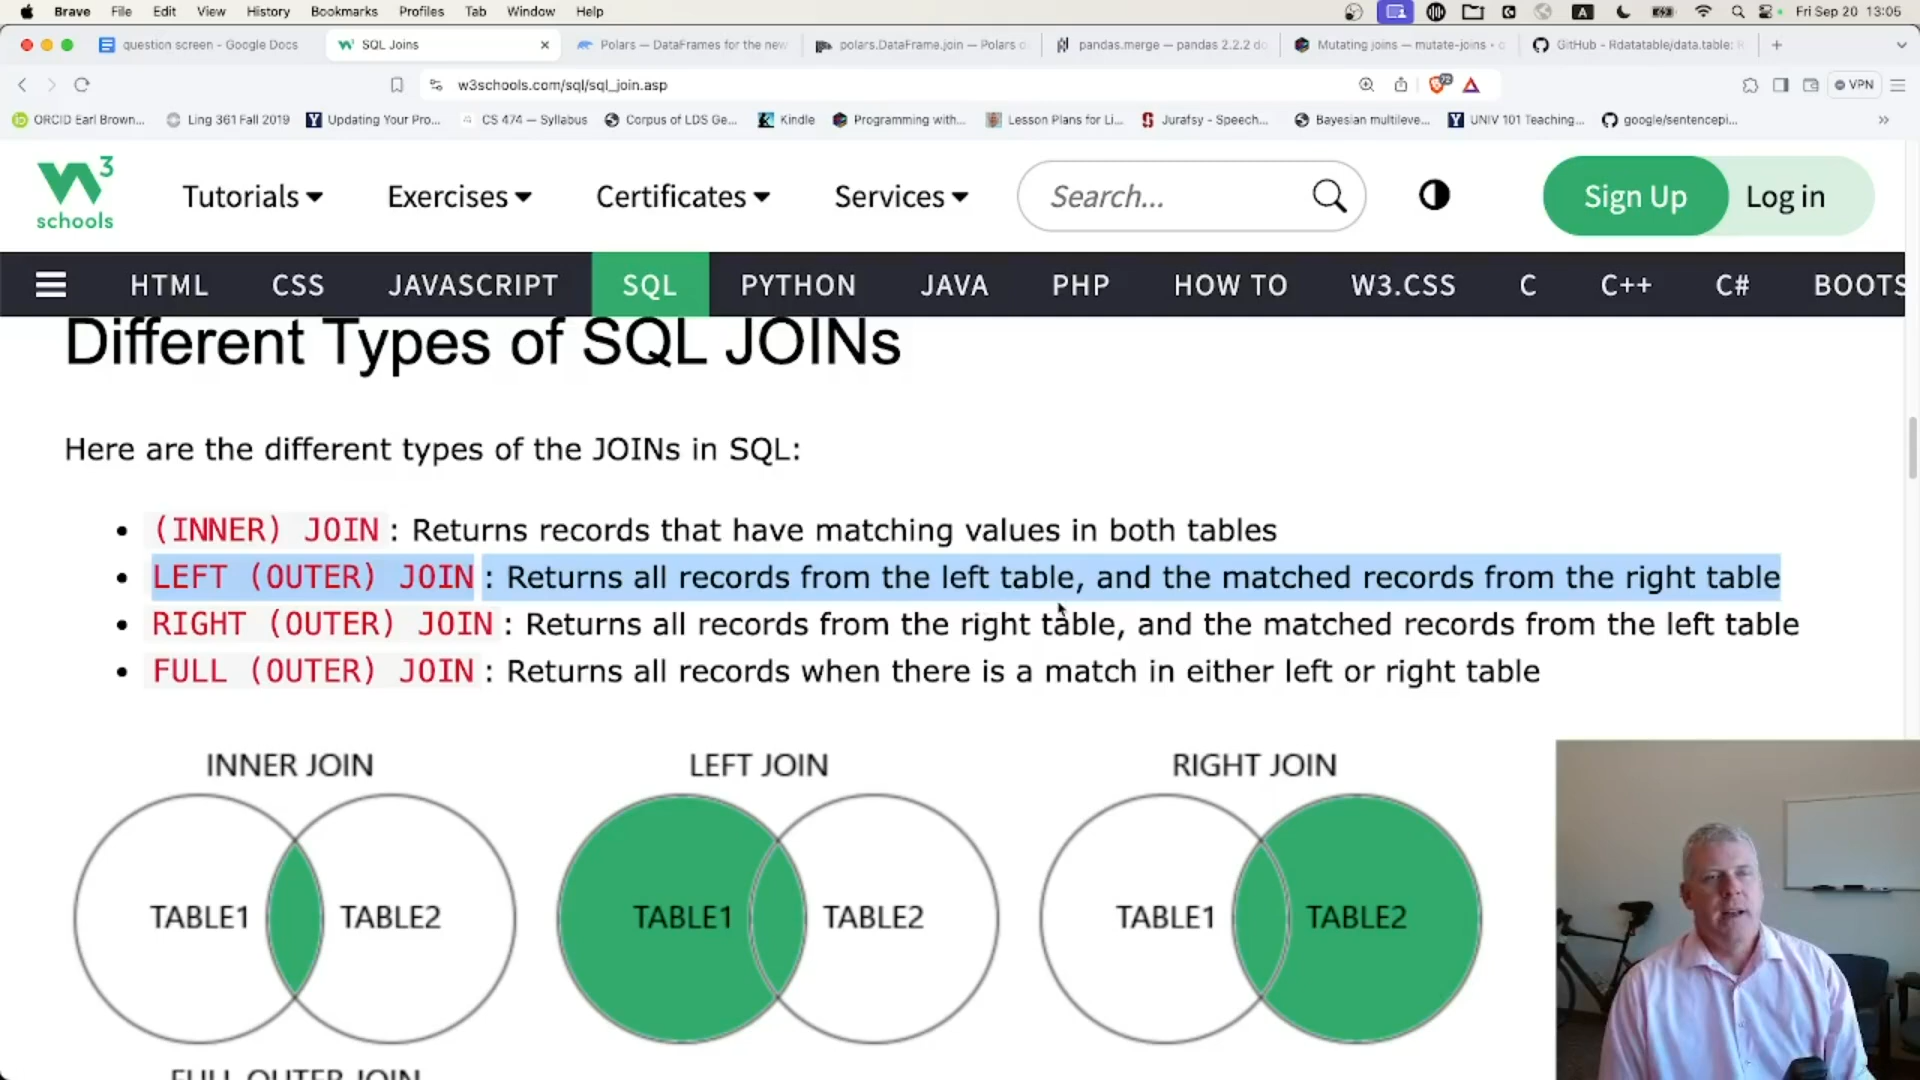 Brave File Edit View History Bookmarks Profiles Tab Window Help Fri Sep 20 13:05
question screen - Google Docs SQL Joins Polars — DataFrames for the new polars.DataFrame.join — Polars pandas.merge — pandas 2.2.2 do Mutating joins — mutate-joins • GitHub - Rdatatable/data.table: R
w3schools.com/sql/sql_join.asp 72 VPN
ORCID Earl Brown... Ling 361 Fall 2019 Updating Your Pro... CS 474 — Syllabus Corpus of LDS Ge... Kindle Programming with... Lesson Plans for Li... Jurafsy - Speech... Bayesian multileve... UNIV 101 Teaching... google/sentencepi...
W3 schools Tutorials Exercises Certificates Services Search... Sign Up Log in
HTML CSS JAVASCRIPT SQL PYTHON JAVA PHP HOW TO W3.CSS C C++ C# BOOTS
Different Types of SQL JOINs
Here are the different types of the JOINs in SQL:
• (INNER) JOIN: Returns records that have matching values in both tables
• LEFT (OUTER) JOIN: Returns all records from the left table, and the matched records from the right table
• RIGHT (OUTER) JOIN: Returns all records from the right table, and the matched records from the left table
• FULL (OUTER) JOIN: Returns all records when there is a match in either left or right table
INNER JOIN LEFT JOIN RIGHT JOIN
TABLE1 TABLE2 TABLE1 TABLE2 TABLE1 TABLE2
FULL OUTER JOIN